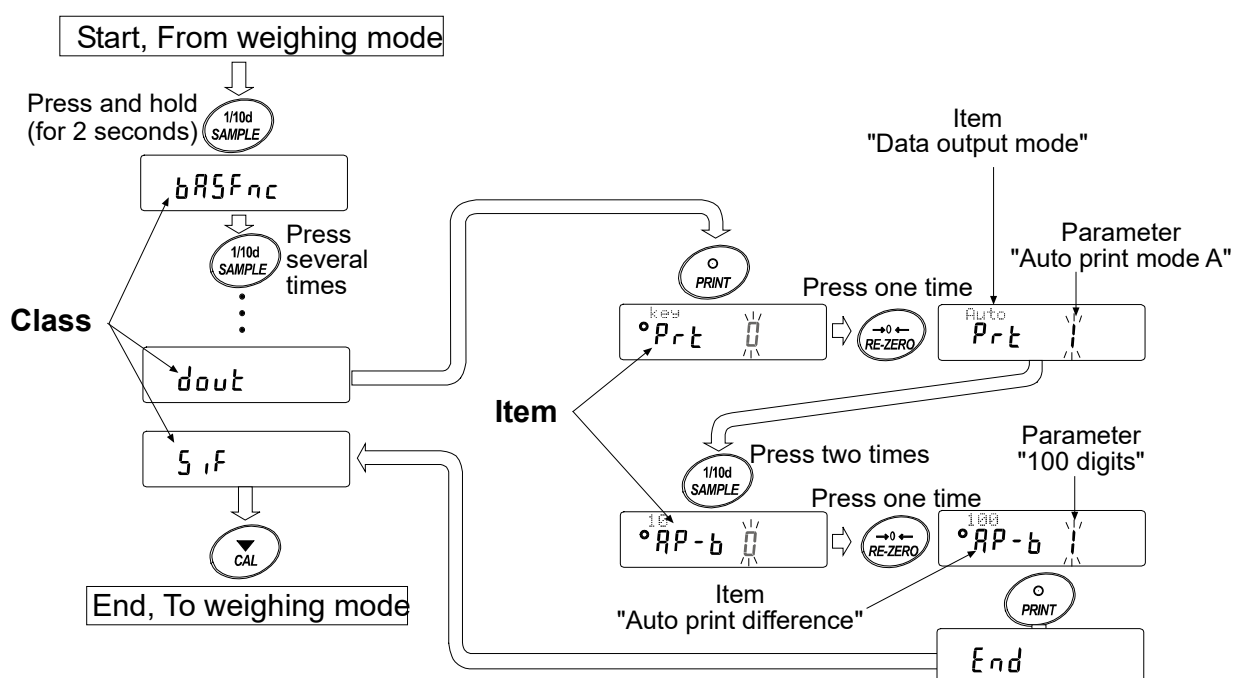 Start, From weighing mode
Press and hold
(for 2 seconds)
1/10d
SAMPLE
bASFnc
1/10d
SAMPLE
Press
several
times
Class
dout
SiF
CAL
End, To weighing mode
PRINT
key
Prt 0
Press one time
→0←
RE-ZERO
Item
"Data output mode"
Parameter
"Auto print mode A"
Auto
Prt 1
Item
1/10d
SAMPLE
Press two times
10
AP-b 0
Press one time
→0←
RE-ZERO
Parameter
"100 digits"
100
AP-b 1
Item
"Auto print difference"
PRINT
End